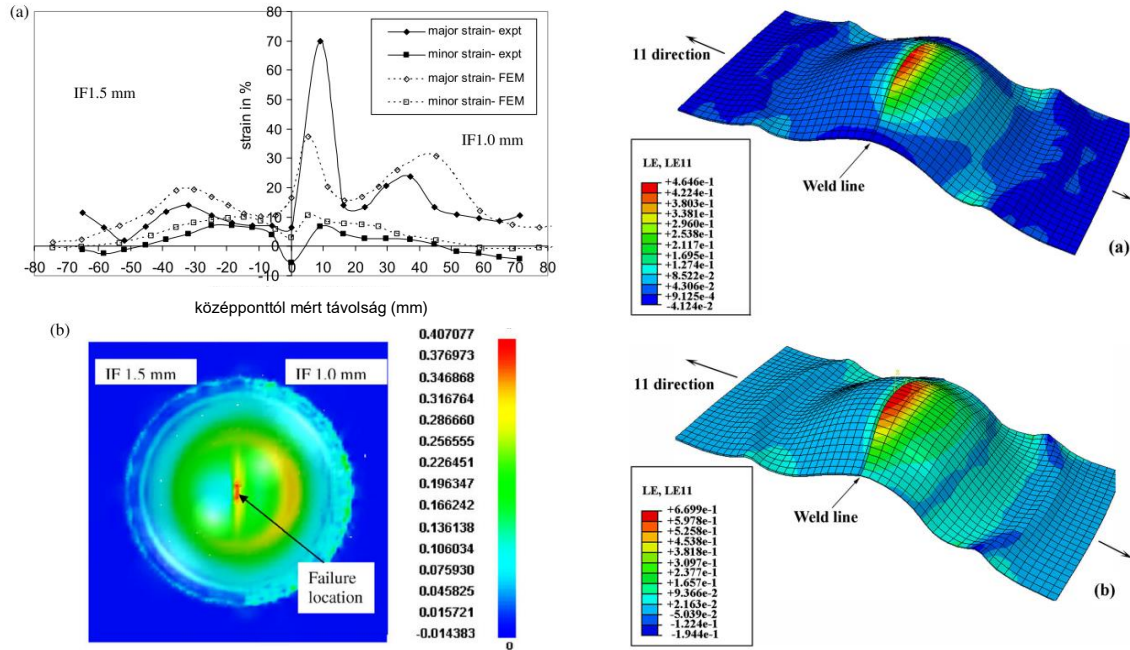 (a)
80
70
60
50
40
30
20
10
0
-10
strain in %
major strain- expt
minor strain- expt
major strain- FEM
minor strain- FEM
IF1.5 mm
IF1.0 mm
-80 -70 -60 -50 -40 -30 -20 -10 0 10 20 30 40 50 60 70 80
középponttól mért távolság (mm)
(b)
IF 1.5 mm
IF 1.0 mm
Failure
location
0.407077
0.376973
0.346868
0.316764
0.286660
0.256555
0.226451
0.196347
0.166242
0.136138
0.106034
0.075930
0.045825
0.015721
-0.014383
0
11 direction
Weld line
LE, LE11
+4.646e-1
+4.224e-1
+3.803e-1
+3.381e-1
+2.960e-1
+2.538e-1
+2.117e-1
+1.695e-1
+1.274e-1
+8.522e-2
+4.306e-2
+9.125e-4
-4.124e-2
(a)
11 direction
Weld line
LE, LE11
+6.699e-1
+5.978e-1
+5.258e-1
+4.538e-1
+3.818e-1
+3.097e-1
+2.377e-1
+1.657e-1
+9.366e-2
+2.163e-2
-5.039e-2
-1.224e-1
-1.944e-1
(b)